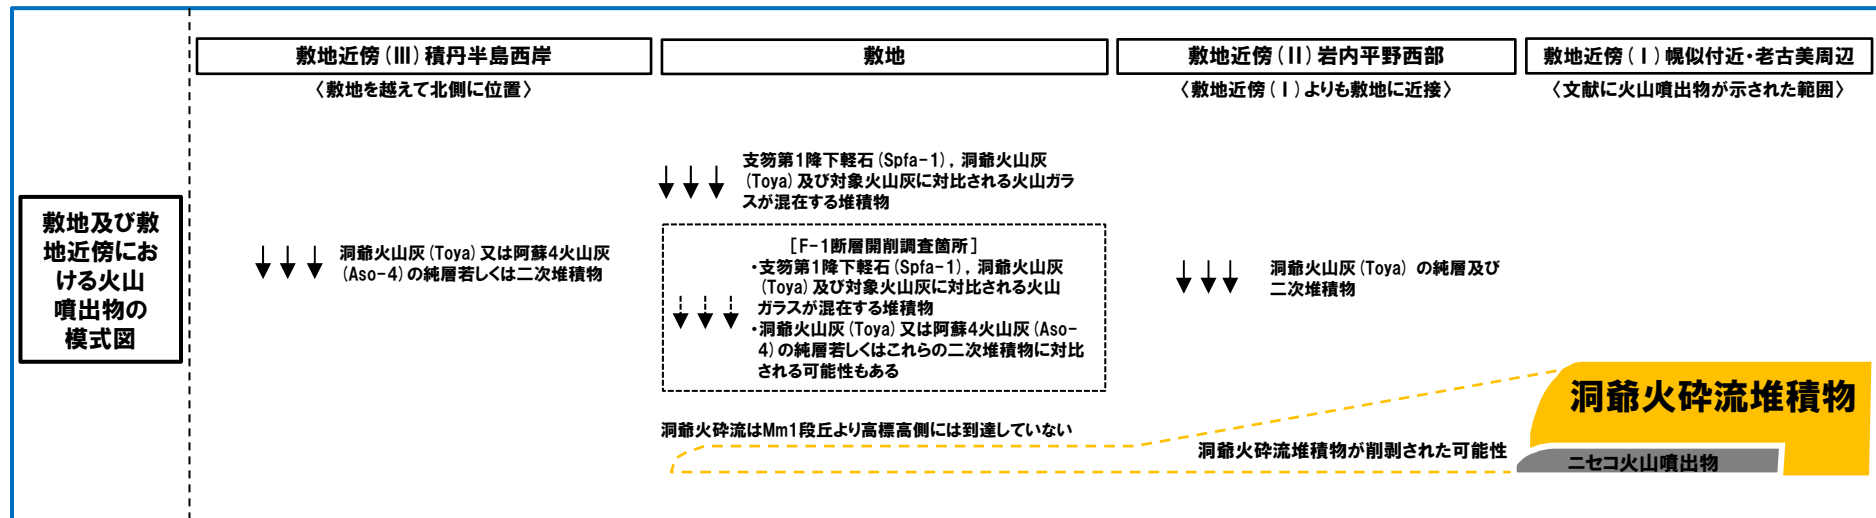 敷地及び敷
地近傍にお
ける火山
噴出物の
模式図
敷地近傍(Ⅲ)積丹半島西岸
〈敷地を越えて北側に位置〉
洞爺火山灰(Toya)又は阿蘇4火山灰
(Aso-4)の純層若しくは二次堆積物
敷地
支笏第1降下軽石(Spfa-1),洞爺火山灰
(Toya)及び対象火山灰に対比される火山ガラ
スが混在する堆積物
[F-1断層開削調査箇所]
・支笏第1降下軽石(Spfa-1),洞爺火山灰
(Toya)及び対象火山灰に対比される火山
ガラスが混在する堆積物
・洞爺火山灰(Toya)又は阿蘇4火山灰(Aso-
4)の純層若しくはこれらの二次堆積物に対比
される可能性もある
洞爺火砕流はMm1段丘より高標高側には到達していない
敷地近傍(Ⅱ)岩内平野西部
〈敷地近傍(Ⅰ)よりも敷地に近接〉
洞爺火山灰(Toya)の純層及び
二次堆積物
洞爺火砕流堆積物が削剥された可能性
敷地近傍(Ⅰ)幌似付近・老古美周辺
〈文献に火山噴出物が示された範囲〉
洞爺火砕流堆積物
ニセコ火山噴出物